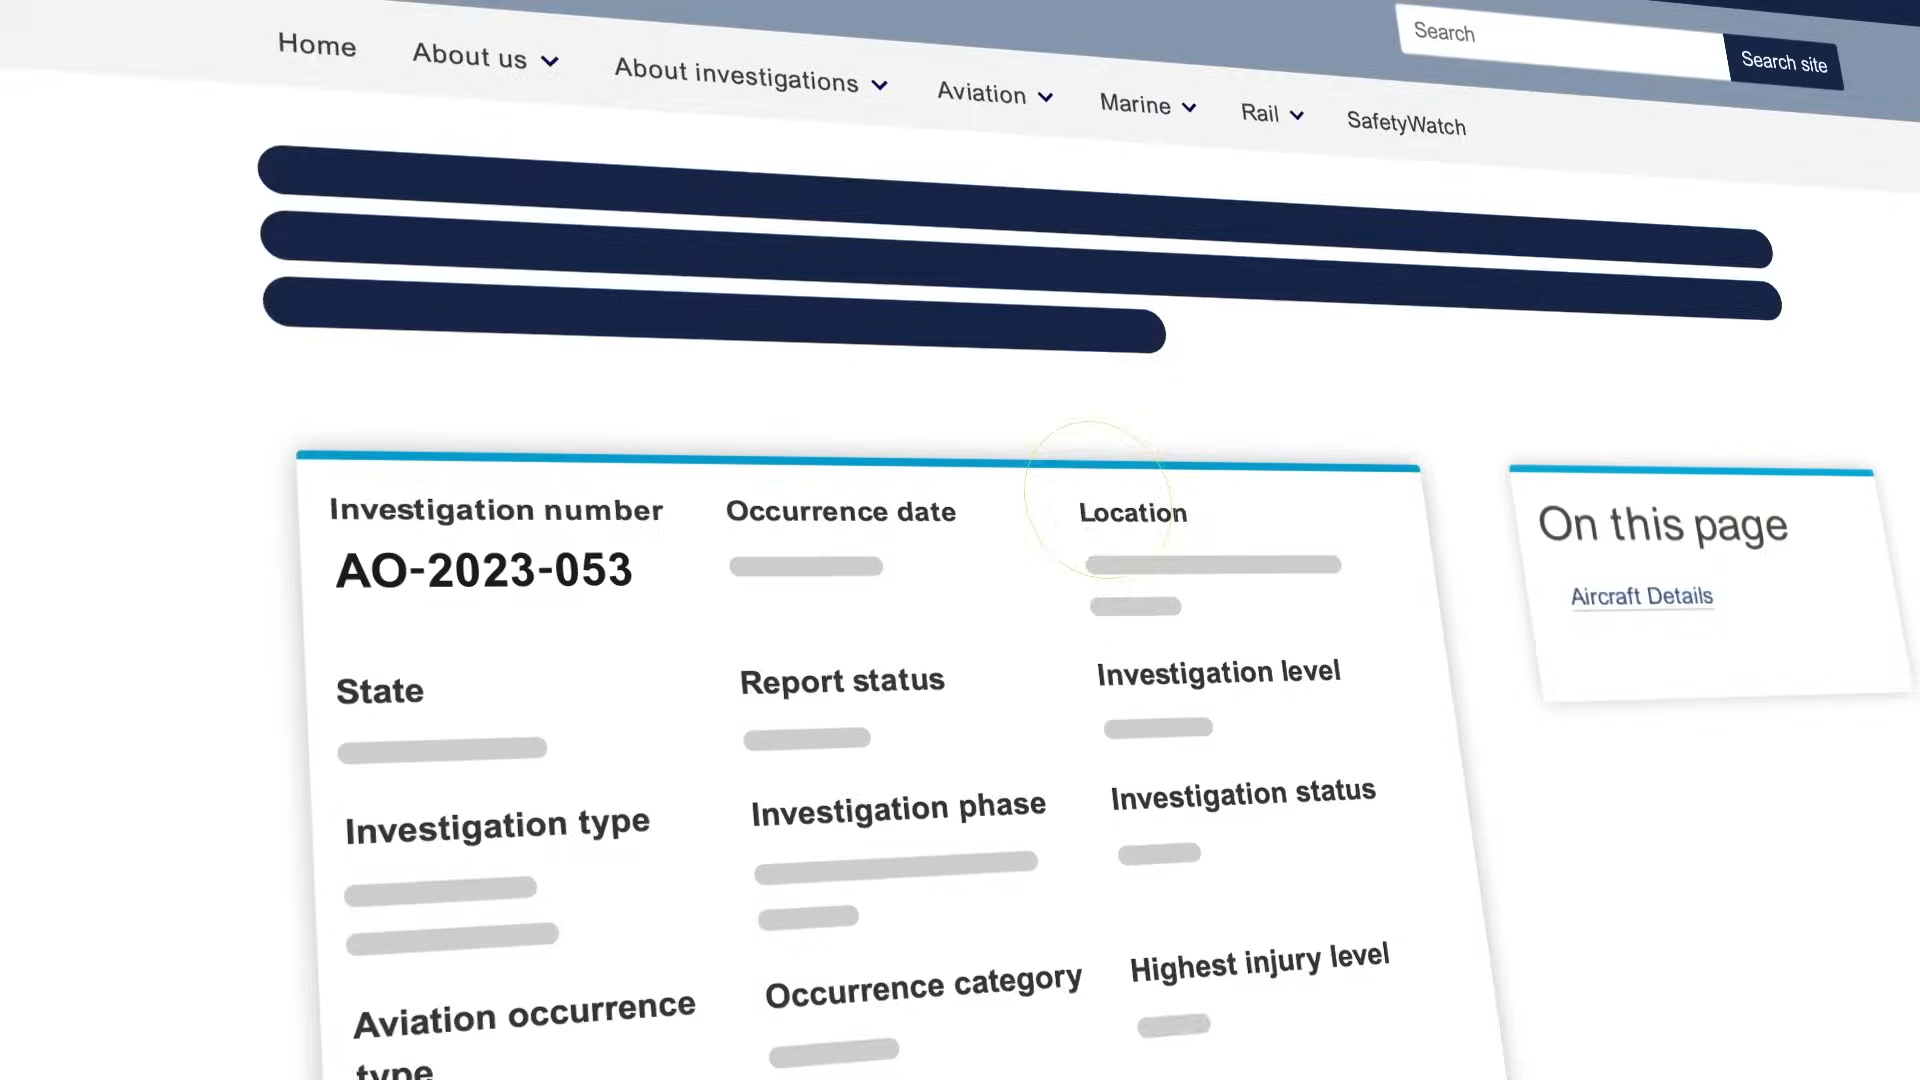 Home
About us
About investigations
Aviation
Marine
Rail
SafetyWatch
Search
Search site
Investigation number
AO-2023-053
Occurrence date
Location
State
Report status
Investigation level
Investigation type
Investigation phase
Investigation status
Aviation occurrence
type
Occurrence category
Highest injury level
On this page
Aircraft Details